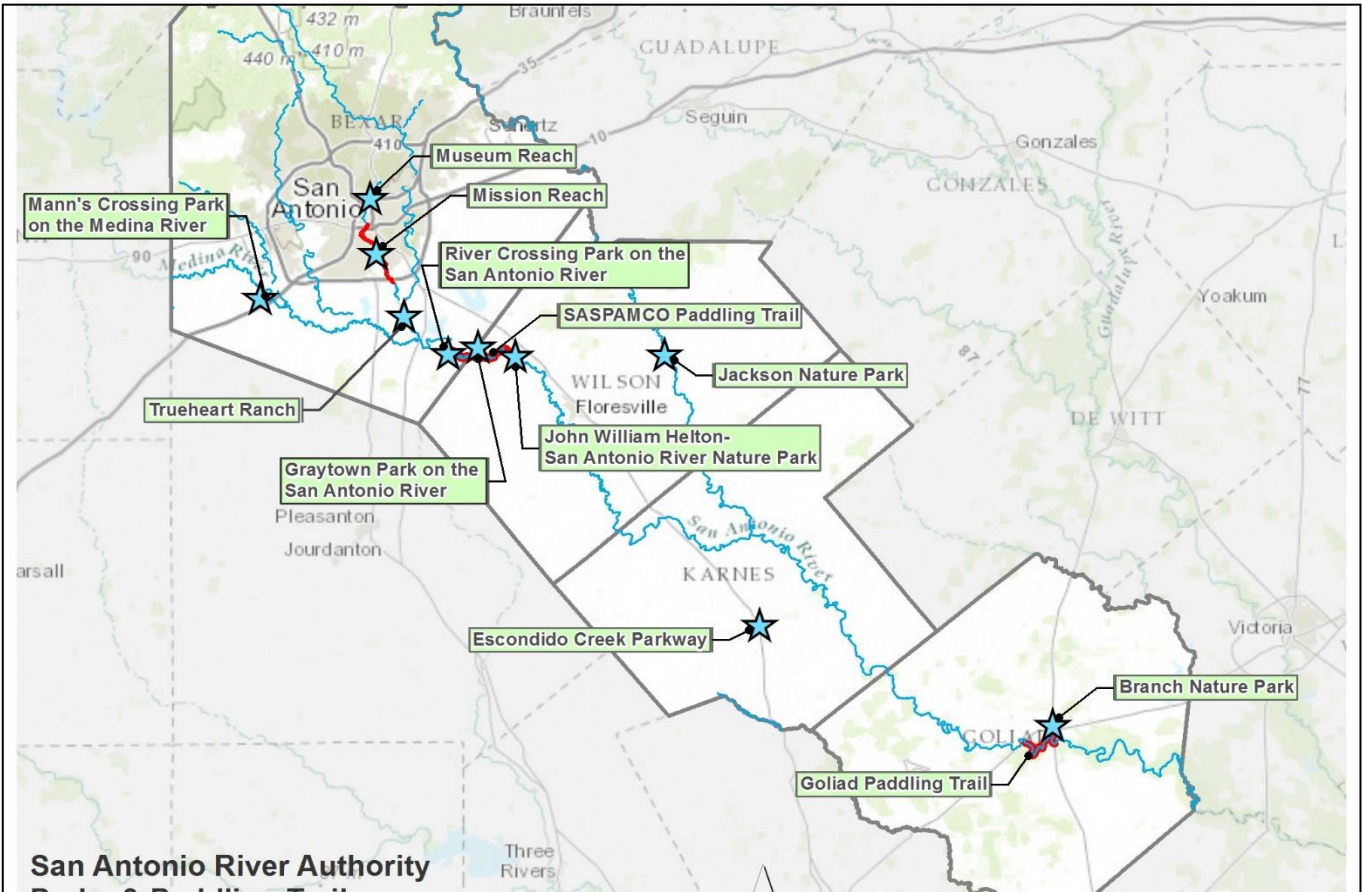 432 m
Braunfels
440 m
410 m
GUADALUPE
35
BEXAR
410
Schertz
10
Seguin
Gonzales
Museum Reach
San
Antonio
Mission Reach
GONZALES
Mann's Crossing Park
on the Medina River
90
Medina River
River Crossing Park on the
San Antonio River
Guadalupe River
Yoakum
SASPAMCO Paddling Trail
87
77
WILSON
Floresville
Jackson Nature Park
Trueheart Ranch
DE WITT
John William Helton-
San Antonio River Nature Park
Graytown Park on the
San Antonio River
Pleasanton
Jourdanton
San Antonio River
arsall
KARNES
Escondido Creek Parkway
Victoria
Branch Nature Park
Goliad Paddling Trail
Three
Rivers
San Antonio River Authority